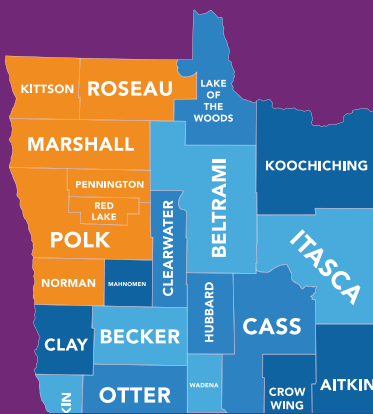 KITTSON
ROSEAU
LAKE
OF
THE
WOODS
MARSHALL
KOOCHICHING
PENNINGTON
RED
LAKE
POLK
CLEARWATER
BELTRAMI
ITASCA
NORMAN
MAHNOMEN
HUBBARD
CASS
CLAY
BECKER
WADENA
AITKIN
KIN
OTTER
CROW
WING